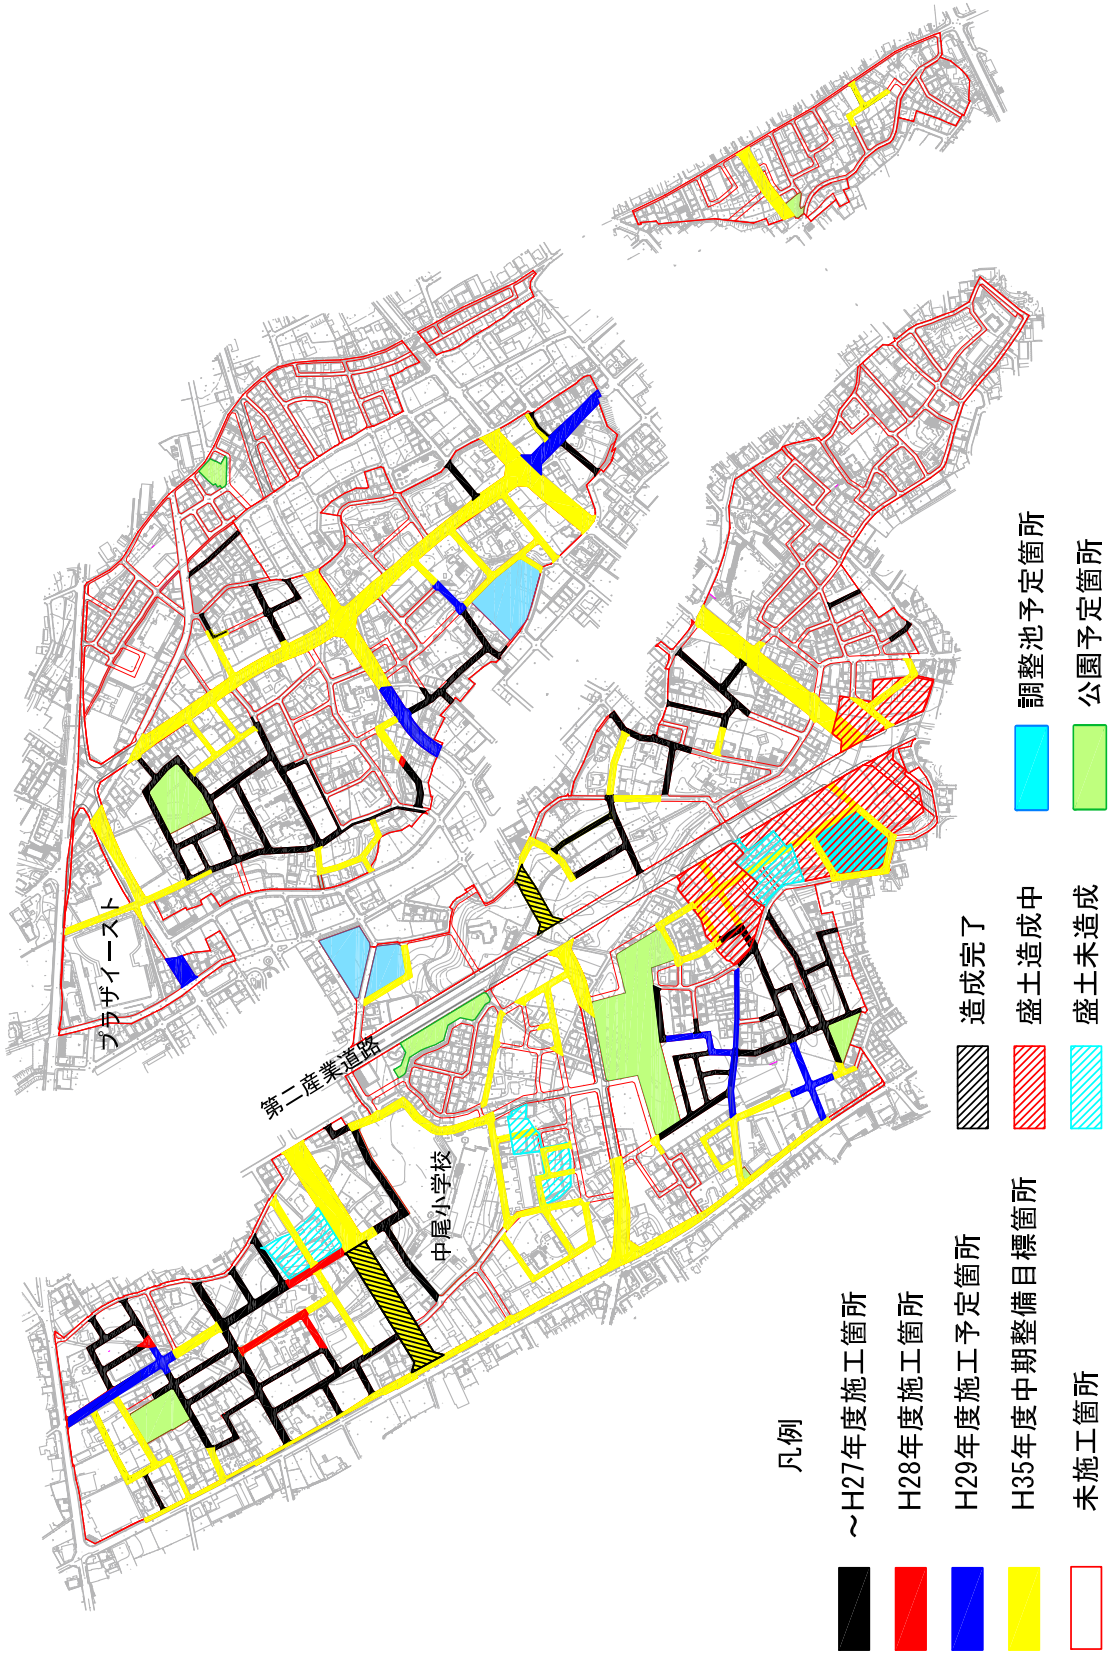 プラザイースト
第二産業道路
中尾小学校
凡例
～H27年度施工箇所
H28年度施工箇所
H29年度施工予定箇所
H35年度中期整備目標箇所
未施工箇所
造成完了
盛土造成中
盛土未造成
調整池予定箇所
公園予定箇所